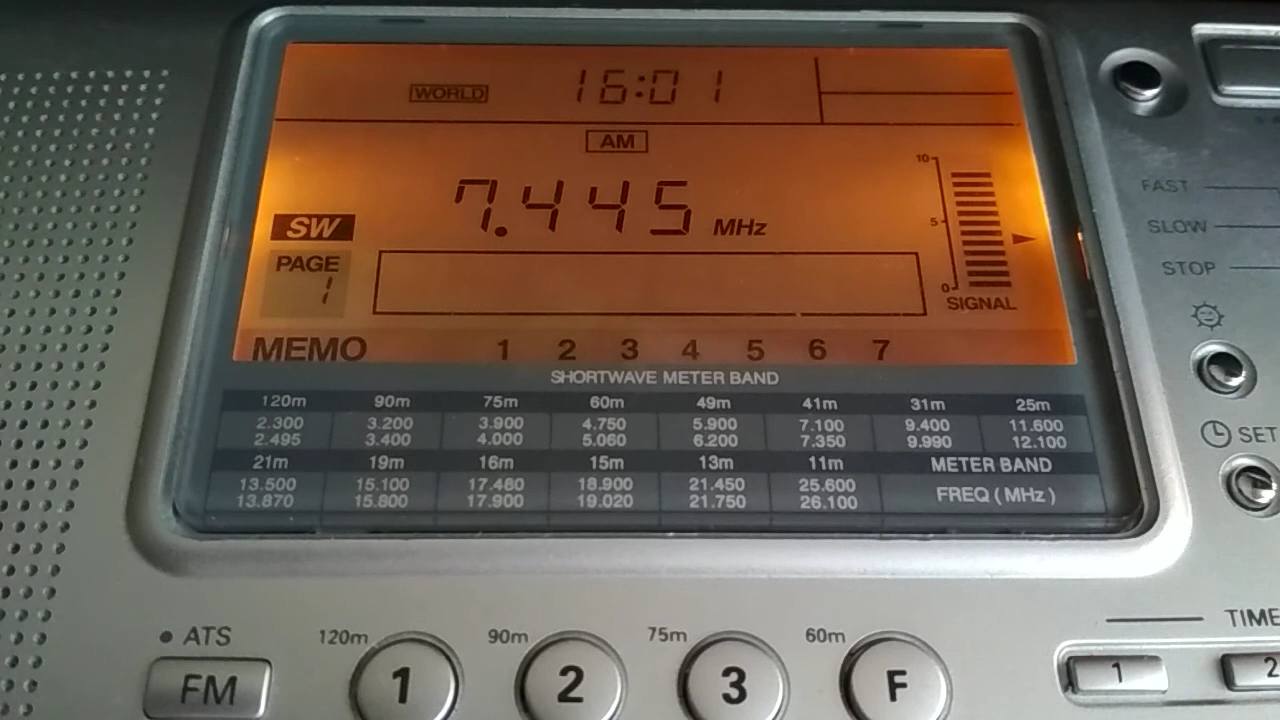 WORLD 16:01
AM
7.445 MHz
SW
PAGE
1
10
5
0
SIGNAL
MEMO 1 2 3 4 5 6 7
SHORTWAVE METER BAND
120m 90m 75m 60m 49m 41m 31m 25m
2.300 3.200 3.900 4.750 5.900 7.100 9.400 11.600
2.495 3.400 4.000 5.060 6.200 7.350 9.990 12.100
21m 19m 16m 15m 13m 11m METER BAND
13.500 15.100 17.480 18.900 21.450 25.600 FREQ ( MHz )
13.870 15.800 17.900 19.020 21.750 26.100
FAST
SLOW
STOP
SET
ATS 120m 90m 75m 60m TIME
FM 1 2 3 F 1 2